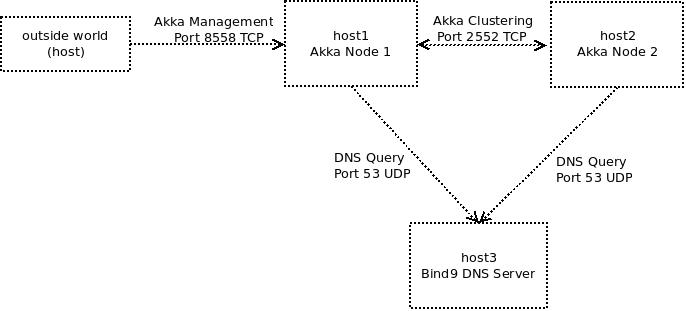 outside world
(host)
Akka Management
Port 8558 TCP
host1
Akka Node 1
Akka Clustering
Port 2552 TCP
host2
Akka Node 2
DNS Query
Port 53 UDP
DNS Query
Port 53 UDP
host3
Bind9 DNS Server